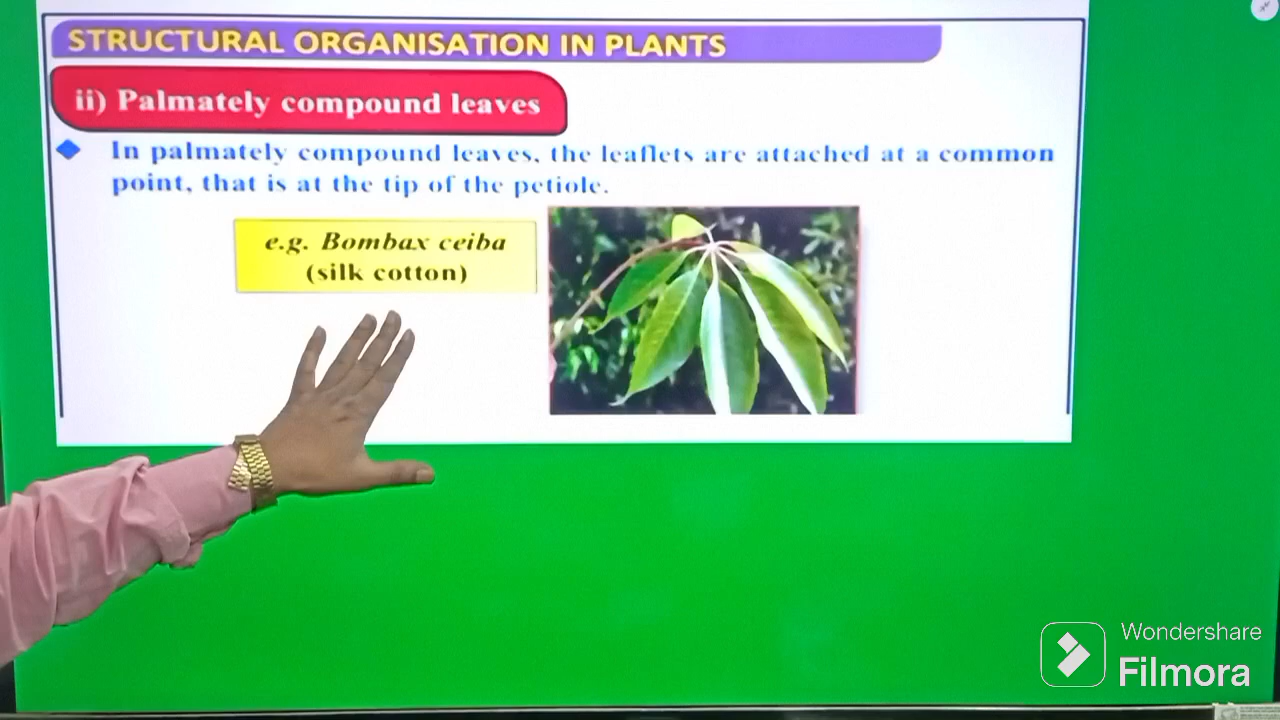 STRUCTURAL ORGANISATION IN PLANTS
ii) Palmately compound leaves
In palmately compound leaves, the leaflets are attached at a common
point, that is at the tip of the petiole.
e.g. Bombax ceiba
(silk cotton)
Wondershare
Filmora